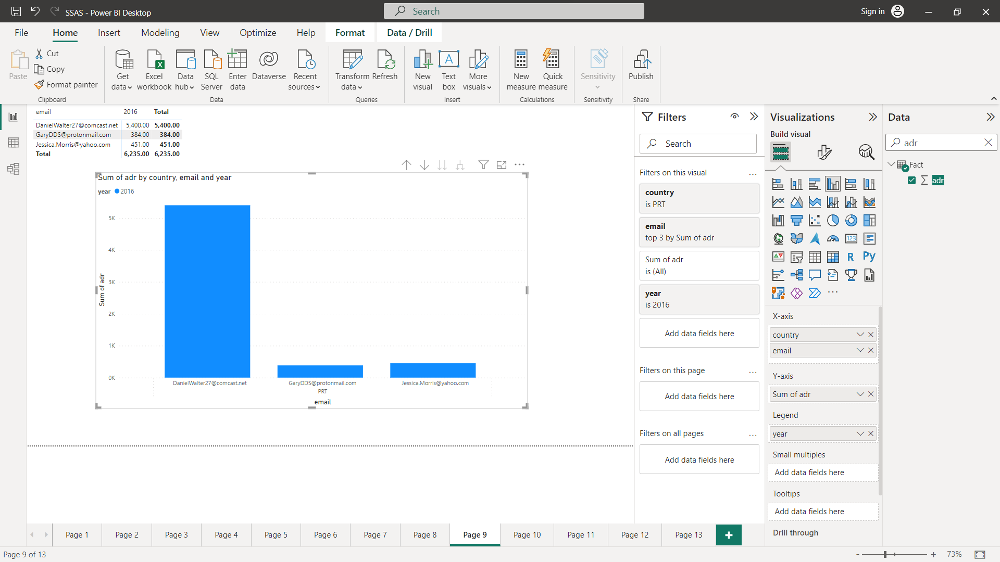 SSAS - Power BI Desktop
Search
Sign in
File
Home
Insert
Modeling
View
Optimize
Help
Format
Data / Drill
Paste
Cut
Copy
Format painter
Clipboard
Get data
Excel workbook
Data hub
SQL Server
Enter data
Dataverse
Recent sources
Data
Transform data
Refresh
Queries
New visual
Text box
More visuals
Insert
New measure
Quick measure
Calculations
Sensitivity
Sensitivity
Publish
Share
email 2016 Total
DanielWalter27@comcast.net 5,400.00 5,400.00
GaryDDS@protonmail.com 384.00 384.00
Jessica.Morris@yahoo.com 451.00 451.00
Total 6,235.00 6,235.00
Sum of adr by country, email and year
year 2016
5K
4K
3K
2K
1K
0K
Sum of adr
DanielWalter27@comcast.net
GaryDDS@protonmail.com
Jessica.Morris@yahoo.com
PRT
email
Filters
Search
Filters on this visual
country
is PRT
email
top 3 by Sum of adr
Sum of adr
is (All)
year
is 2016
Add data fields here
Filters on this page
Add data fields here
Filters on all pages
Add data fields here
Visualizations
Build visual
123
R
Py
X-axis
country
email
Y-axis
Sum of adr
Legend
year
Small multiples
Add data fields here
Tooltips
Add data fields here
Drill through
Data
adr
Fact
adr
Page 1
Page 2
Page 3
Page 4
Page 5
Page 6
Page 7
Page 8
Page 9
Page 10
Page 11
Page 12
Page 13
Page 9 of 13
73%